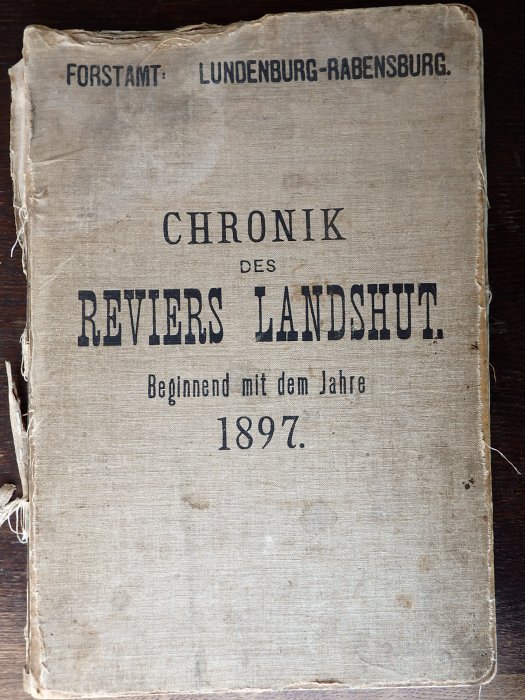 FORSTAMT LUNDENBURG-RABENSBURG.
CHRONIK
DES
REVIERS LANDSHUT.
Beginnend mit dem Jahre
1897.